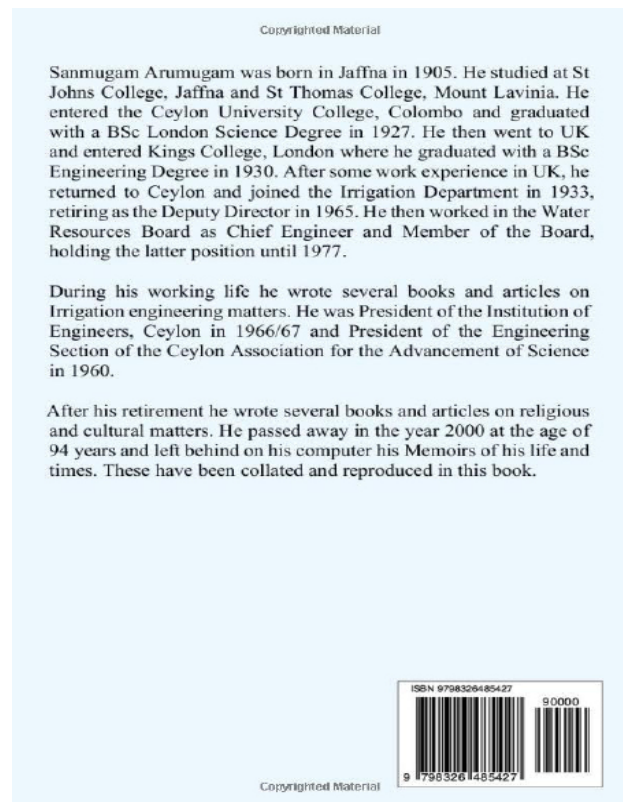 Copyrighted Material
Sanmugam Arumugam was born in Jaffna in 1905. He studied at St
Johns College, Jaffna and St Thomas College, Mount Lavinia. He
entered the Ceylon University College, Colombo and graduated
with a BSc London Science Degree in 1927. He then went to UK
and entered Kings College, London where he graduated with a BSc
Engineering Degree in 1930. After some work experience in UK, he
returned to Ceylon and joined the Irrigation Department in 1933,
retiring as the Deputy Director in 1965. He then worked in the Water
Resources Board as Chief Engineer and Member of the Board,
holding the latter position until 1977.
During his working life he wrote several books and articles on
Irrigation engineering matters. He was President of the Institution of
Engineers, Ceylon in 1966/67 and President of the Engineering
Section of the Ceylon Association for the Advancement of Science
in 1960.
After his retirement he wrote several books and articles on religious
and cultural matters. He passed away in the year 2000 at the age of
94 years and left behind on his computer his Memoirs of his life and
times. These have been collated and reproduced in this book.
ISBN 9798326485427
90000
9 798326 485427
Copyrighted Material